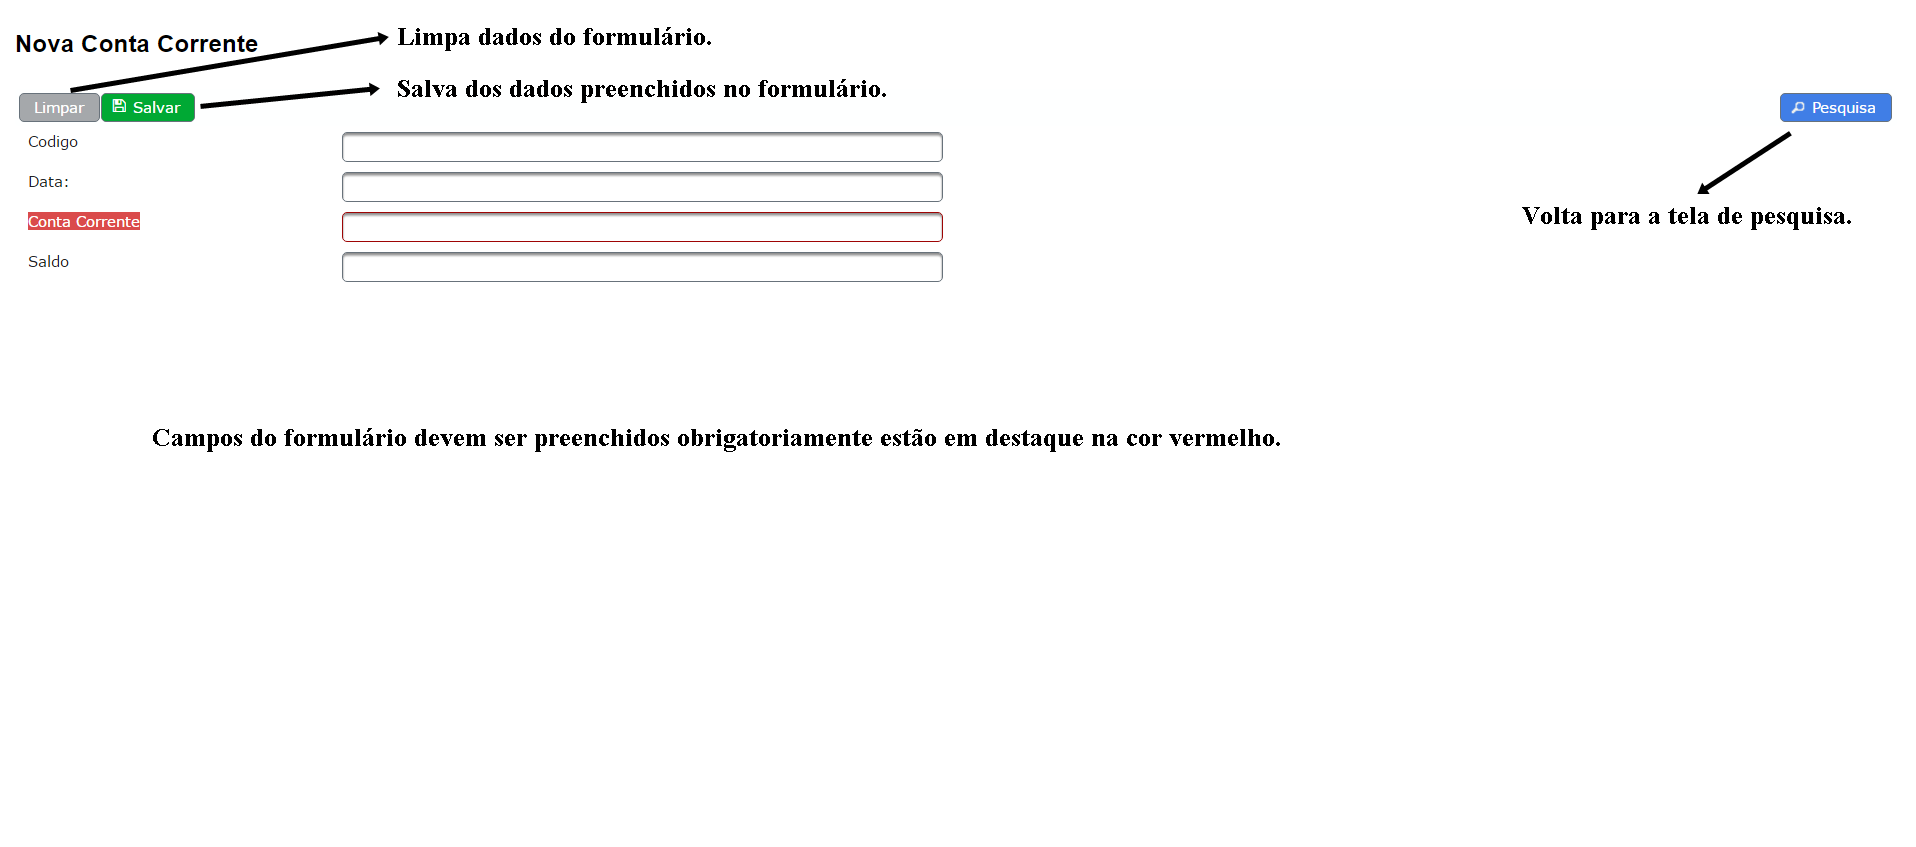 Nova Conta Corrente
Limpa dados do formulário.
Salva dos dados preenchidos no formulário.
Limpar Salvar Pesquisa
Codigo
Data:
Conta Corrente
Volta para a tela de pesquisa.
Saldo
Campos do formulário devem ser preenchidos obrigatoriamente estão em destaque na cor vermelho.